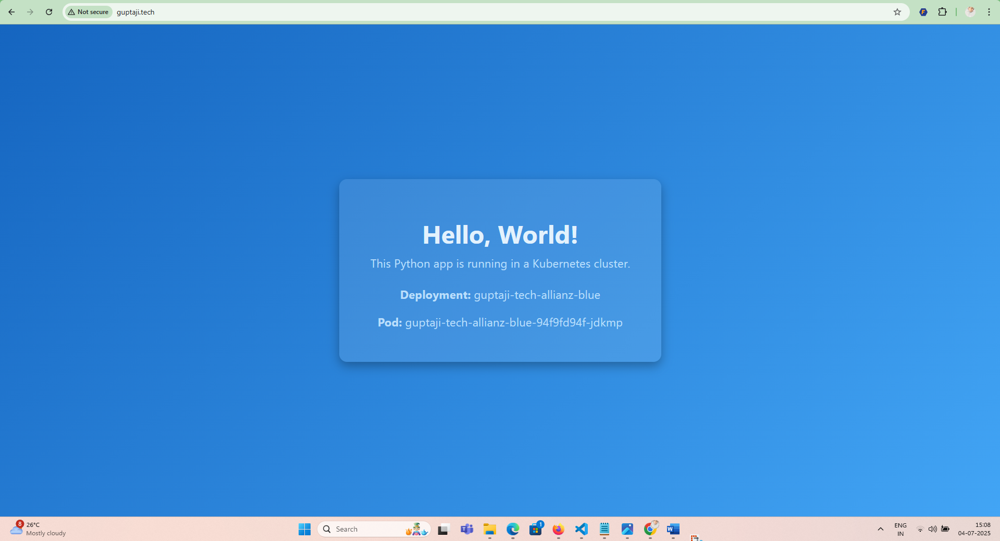 Not secure
guptaji.tech
Hello, World!
This Python app is running in a Kubernetes cluster.
Deployment: guptaji-tech-allianz-blue
Pod: guptaji-tech-allianz-blue-94f9fd94f-jdkmp
8
26°C
Mostly cloudy
Search
1
ENG
IN
15:08
04-07-2025